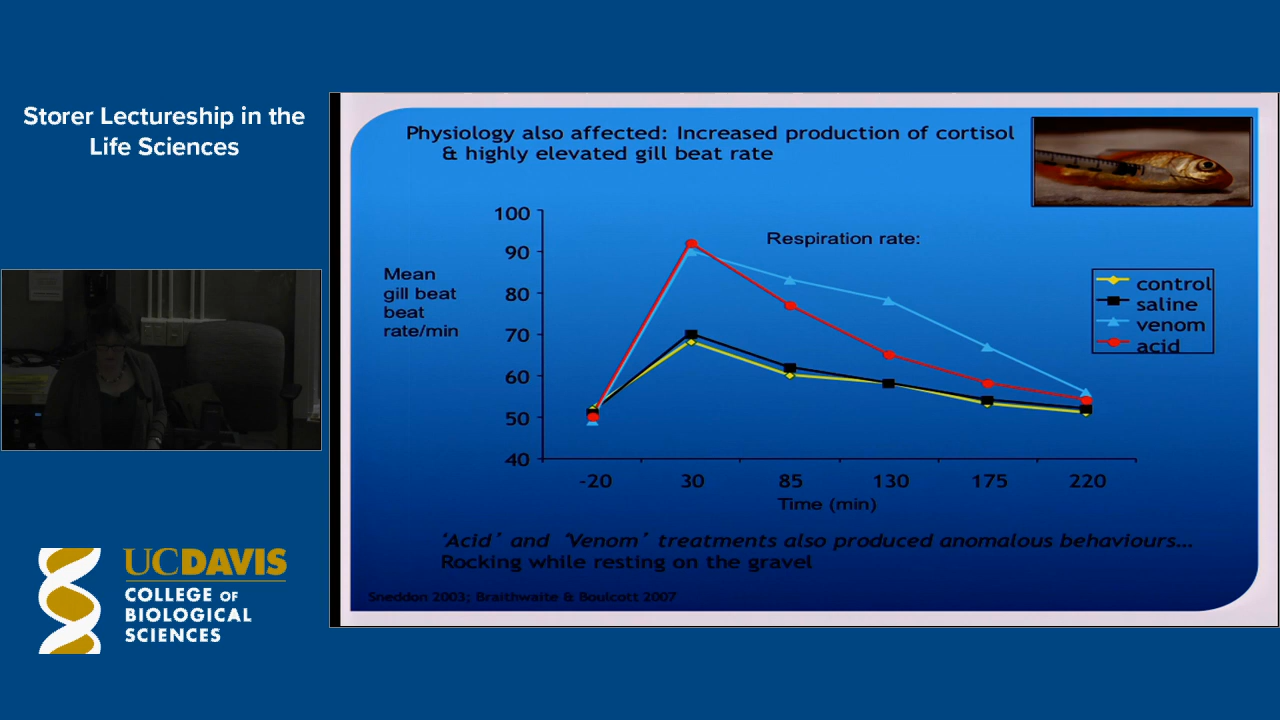 Storer Lectureship in the
Life Sciences
Physiology also affected: Increased production of cortisol
& highly elevated gill beat rate
100
90
80
70
60
50
40
Mean
gill beat
beat
rate/min
Respiration rate:
control
saline
venom
acid
-20 30 85 130 175 220
Time (min)
‘Acid’ and ‘Venom’ treatments also produced anomalous behaviours...
Rocking while resting on the gravel
Sneddon 2003; Braithwaite & Boulcott 2007
UCDAVIS
COLLEGE OF
BIOLOGICAL
SCIENCES